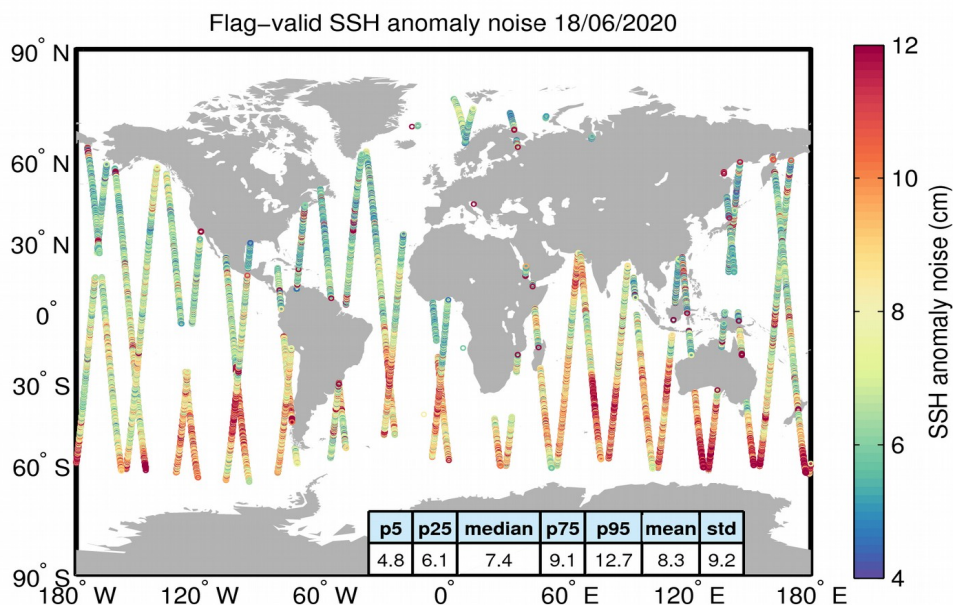 Flag−valid SSH anomaly noise 18/06/2020
90° N
60° N
30° N
0°
30° S
60° S
90° S
180° W
120° W
60° W
0°
60° E
120° E
180° E
12
10
8
6
4
SSH anomaly noise (cm)
p5 p25 median p75 p95 mean std
4.8 6.1 7.4 9.1 12.7 8.3 9.2